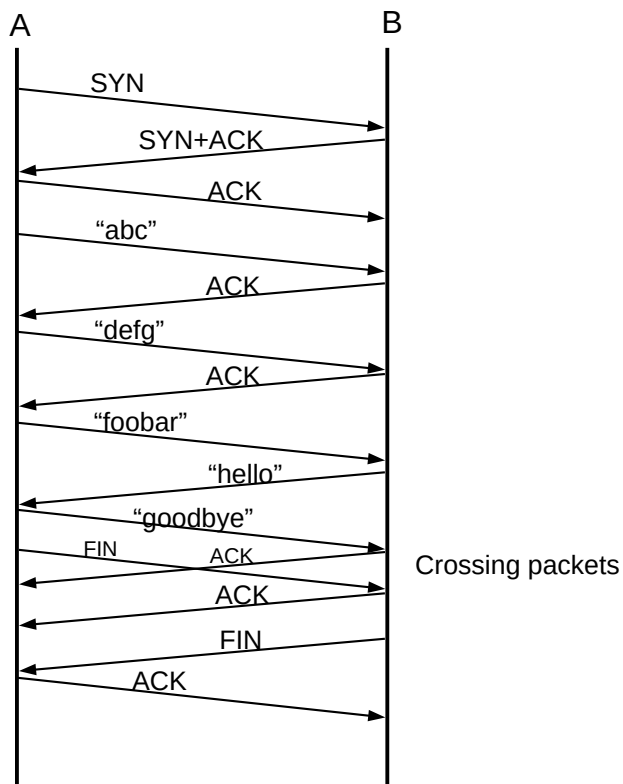 A
B
SYN
SYN+ACK
ACK
“abc”
ACK
“defg”
ACK
“foobar”
“hello”
“goodbye”
FIN
ACK
Crossing packets
ACK
FIN
ACK